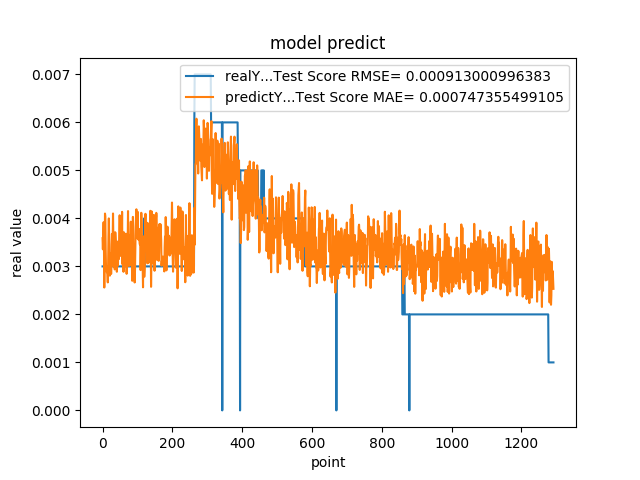 model predict
realY...Test Score RMSE= 0.000913000996383
predictY...Test Score MAE= 0.000747355499105
real value
0.007
0.006
0.005
0.004
0.003
0.002
0.001
0.000
0 200 400 600 800 1000 1200
point